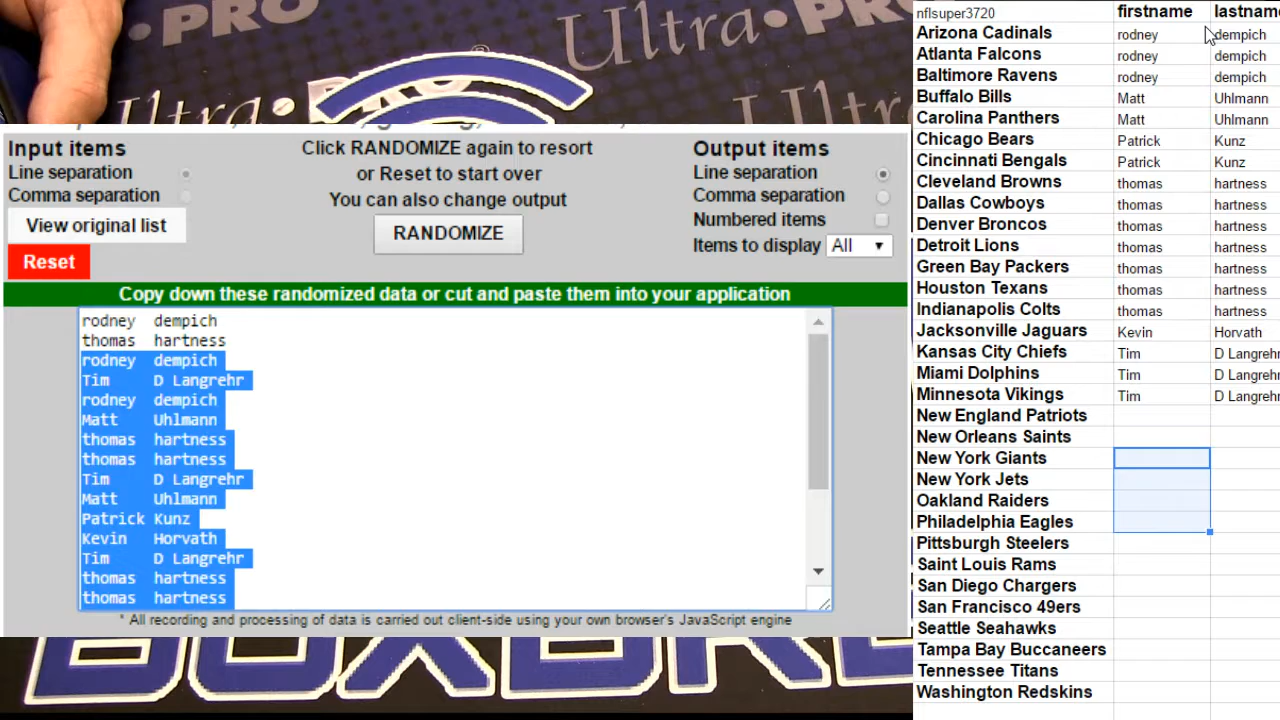 PRO
Ultra PRO
Ultra PRO
Ultra
Input items
Line separation
Comma separation
View original list
Reset
Click RANDOMIZE again to resort
or Reset to start over
You can also change output
RANDOMIZE
Output items
Line separation
Comma separation
Numbered items
Items to display All
Copy down these randomized data or cut and paste them into your application
rodney dempich
thomas hartness
rodney dempich
Tim D Langrehr
rodney dempich
Matt Uhlmann
thomas hartness
thomas hartness
Tim D Langrehr
Matt Uhlmann
Patrick Kunz
Kevin Horvath
Tim D Langrehr
thomas hartness
thomas hartness
* All recording and processing of data is carried out client-side using your own browser's JavaScript engine
BOXBRE
nflsuper3720 firstname lastname
Arizona Cadinals rodney dempich
Atlanta Falcons rodney dempich
Baltimore Ravens rodney dempich
Buffalo Bills Matt Uhlmann
Carolina Panthers Matt Uhlmann
Chicago Bears Patrick Kunz
Cincinnati Bengals Patrick Kunz
Cleveland Browns thomas hartness
Dallas Cowboys thomas hartness
Denver Broncos thomas hartness
Detroit Lions thomas hartness
Green Bay Packers thomas hartness
Houston Texans thomas hartness
Indianapolis Colts thomas hartness
Jacksonville Jaguars Kevin Horvath
Kansas City Chiefs Tim D Langrehr
Miami Dolphins Tim D Langrehr
Minnesota Vikings Tim D Langrehr
New England Patriots
New Orleans Saints
New York Giants
New York Jets
Oakland Raiders
Philadelphia Eagles
Pittsburgh Steelers
Saint Louis Rams
San Diego Chargers
San Francisco 49ers
Seattle Seahawks
Tampa Bay Buccaneers
Tennessee Titans
Washington Redskins